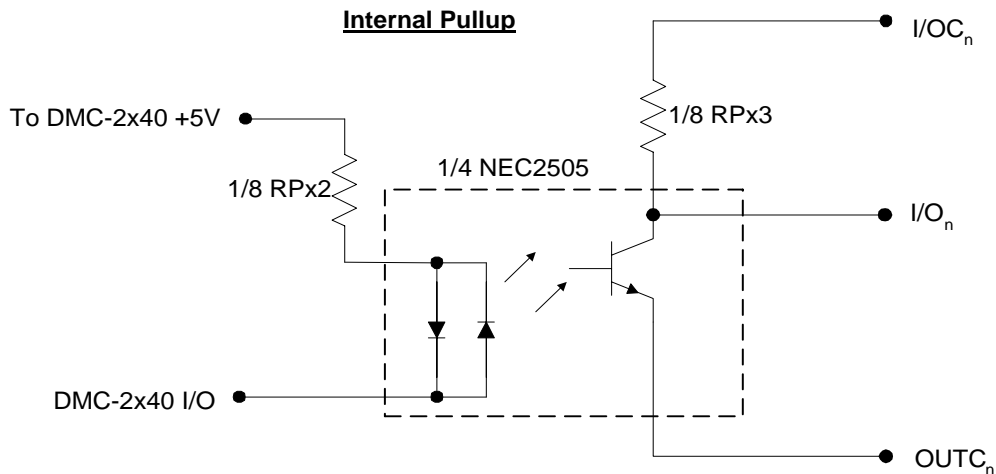 Internal Pullup
I/OCn
To DMC-2x40 +5V
1/8 RPx3
1/4 NEC2505
1/8 RPx2
I/On
DMC-2x40 I/O
OUTCn